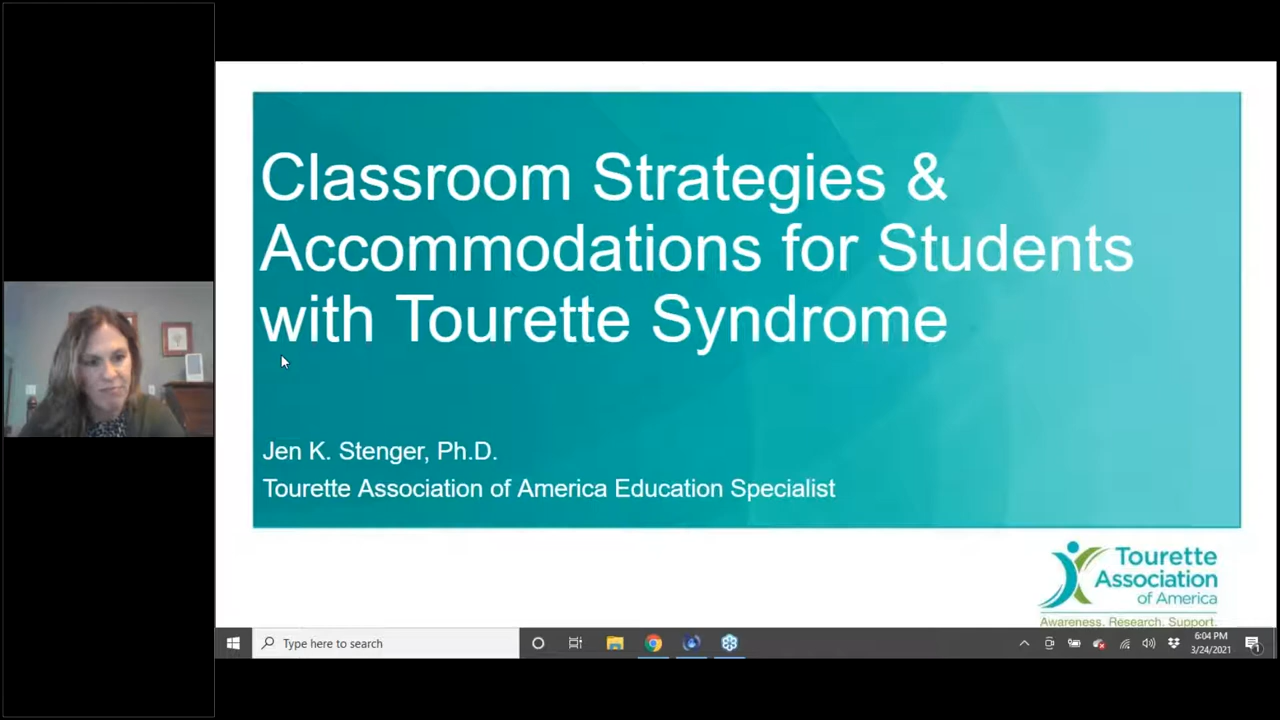 Classroom Strategies &
Accommodations for Students
with Tourette Syndrome
Jen K. Stenger, Ph.D.
Tourette Association of America Education Specialist
Tourette
Association
of America
Awareness. Research. Support.
Type here to search
6:04 PM
3/24/2021
1